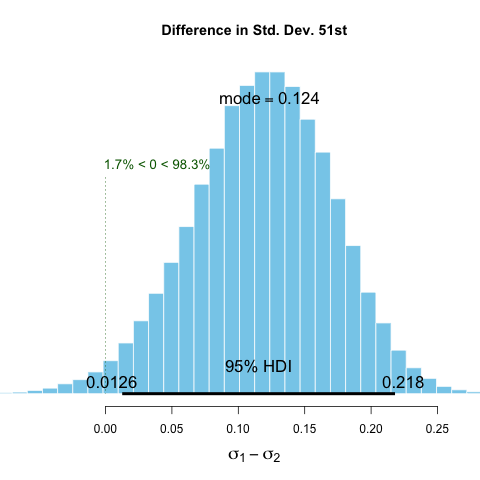 Difference in Std. Dev. 51st
mode = 0.124
1.7% < 0 < 98.3%
95% HDI
0.0126 0.218
0.00 0.05 0.10 0.15 0.20 0.25
σ₁ − σ₂